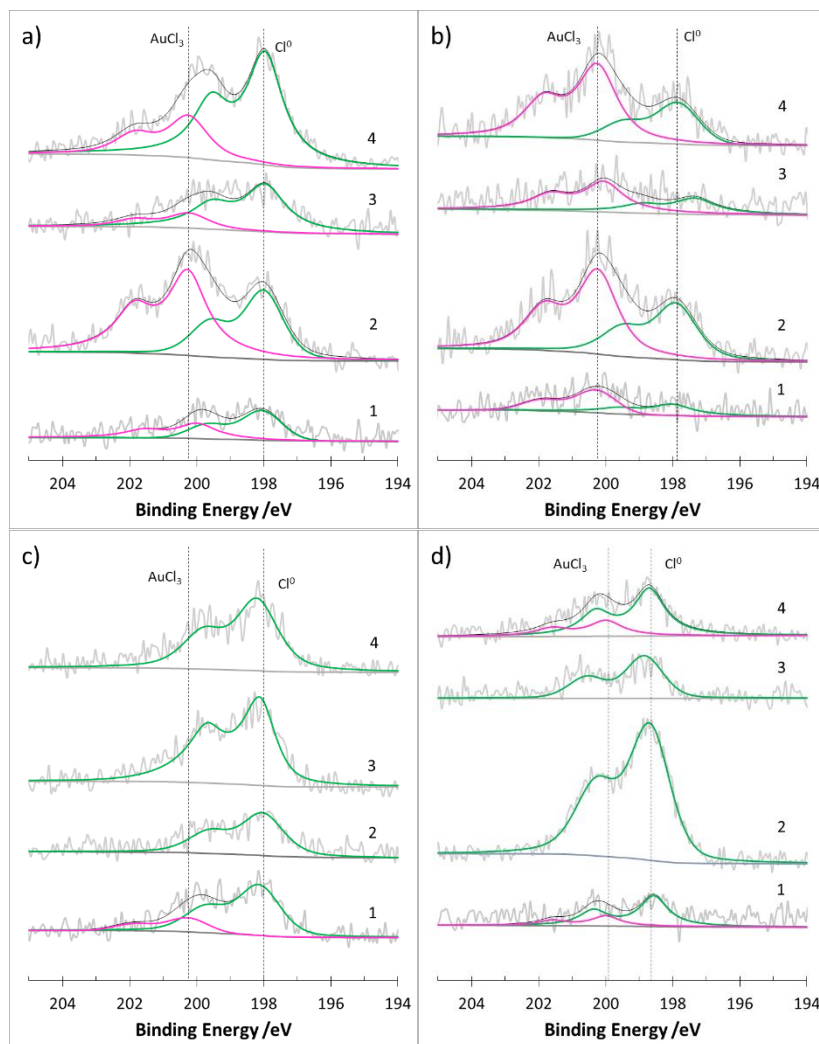 a)
AuCl₃
Cl⁰
4
3
2
1
204 202 200 198 196 194
Binding Energy /eV
b)
AuCl₃
Cl⁰
4
3
2
1
204 202 200 198 196 194
Binding Energy /eV
c)
AuCl₃
Cl⁰
4
3
2
1
204 202 200 198 196 194
Binding Energy /eV
d)
AuCl₃
Cl⁰
4
3
2
1
204 202 200 198 196 194
Binding Energy /eV